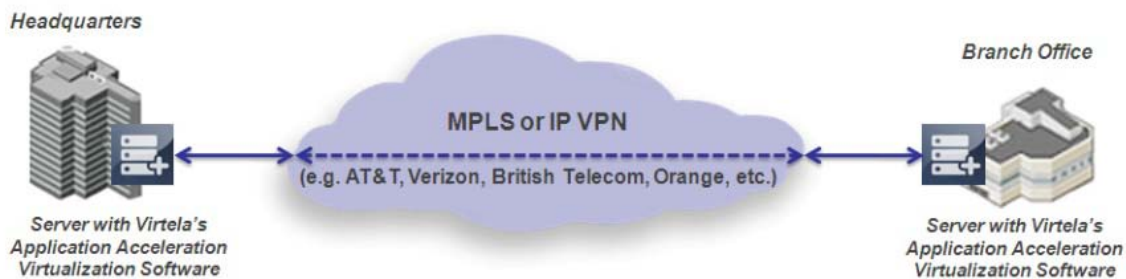 Headquarters
Branch Office
MPLS or IP VPN
(e.g. AT&T, Verizon, British Telecom, Orange, etc.)
Server with Virtela's
Application Acceleration
Virtualization Software
Server with Virtela's
Application Acceleration
Virtualization Software